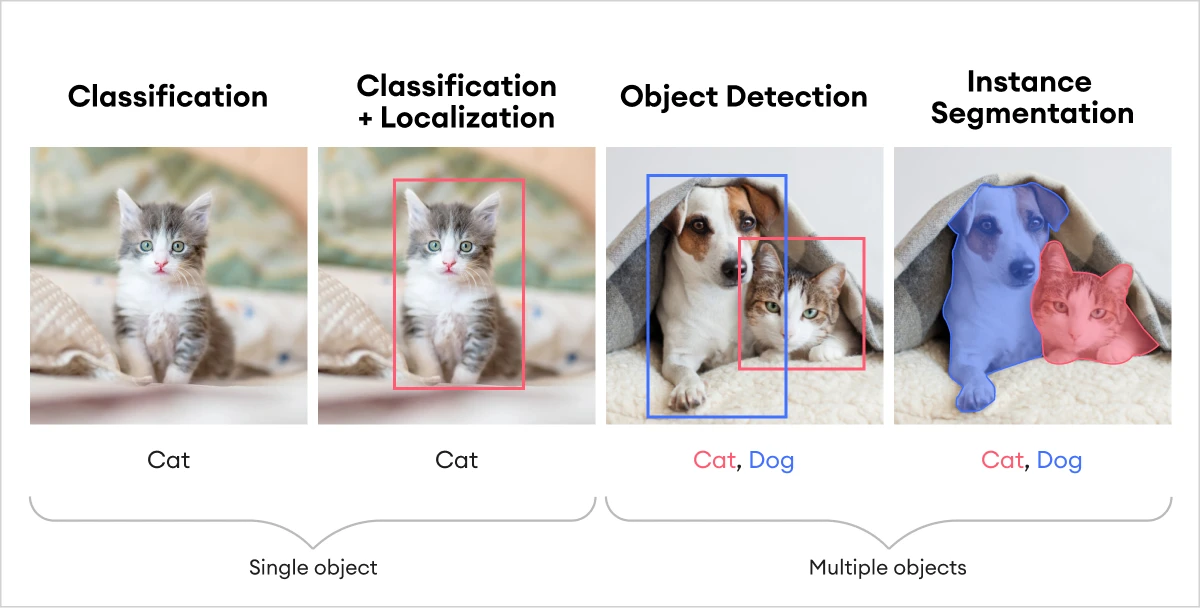 Classification
Classification
+ Localization
Object Detection
Instance
Segmentation
Cat
Cat
Cat, Dog
Cat, Dog
Single object
Multiple objects